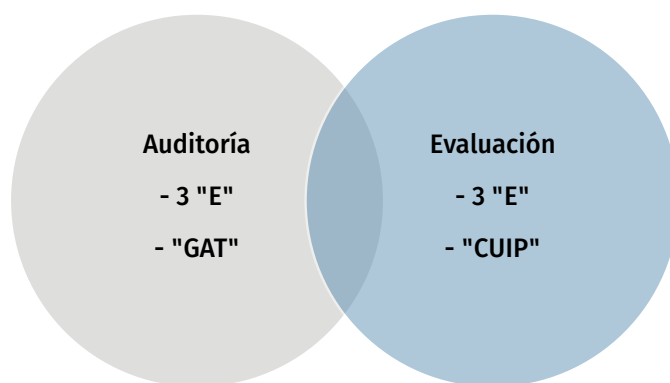 Auditoría
- 3 "E"
- "GAT"
Evaluación
- 3 "E"
- "CUIP"